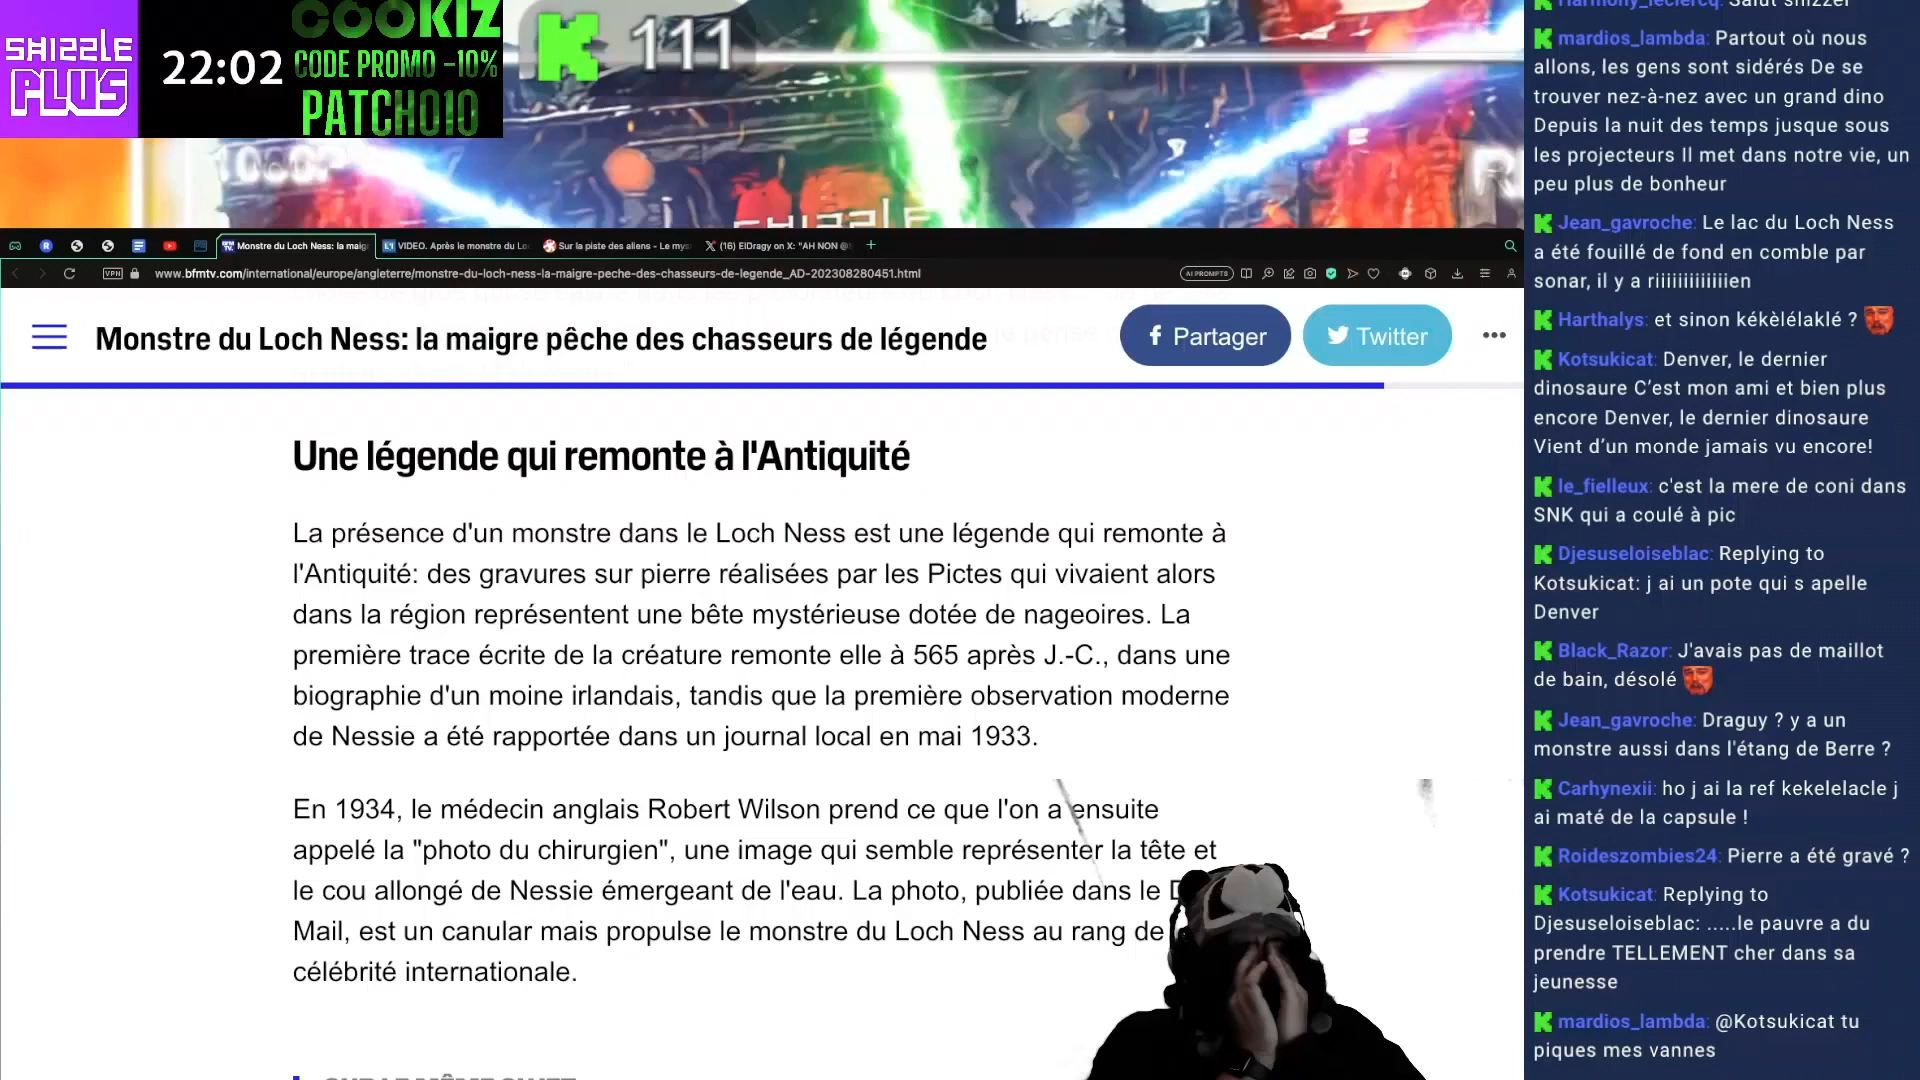 SHIZZLE
PLUS
22:02
COOKIZ
CODE PROMO -10%
PATCHO10
111
SHIZZLE
Monstre du Loch Ness: la maig
VIDEO. Après le monstre du Lo
Sur la piste des aliens - Le mys
(16) ElDragy on X: "AH NON @
VPN
www.bfmtv.com/international/europe/angleterre/monstre-du-loch-ness-la-maigre-peche-des-chasseurs-de-legende_AD-202308280451.html
AI PROMPTS
Monstre du Loch Ness: la maigre pêche des chasseurs de légende
Partager
Twitter
Une légende qui remonte à l'Antiquité
La présence d'un monstre dans le Loch Ness est une légende qui remonte à
l'Antiquité: des gravures sur pierre réalisées par les Pictes qui vivaient alors
dans la région représentent une bête mystérieuse dotée de nageoires. La
première trace écrite de la créature remonte elle à 565 après J.-C., dans une
biographie d'un moine irlandais, tandis que la première observation moderne
de Nessie a été rapportée dans un journal local en mai 1933.
En 1934, le médecin anglais Robert Wilson prend ce que l'on a ensuite
appelé la "photo du chirurgien", une image qui semble représenter la tête et
le cou allongé de Nessie émergeant de l'eau. La photo, publiée dans le
Mail, est un canular mais propulse le monstre du Loch Ness au rang de
célébrité internationale.
SUR LE MÊME SUJET
Harmony_leclercq: Salut shizzel
mardios_lambda: Partout où nous
allons, les gens sont sidérés De se
trouver nez-à-nez avec un grand dino
Depuis la nuit des temps jusque sous
les projecteurs Il met dans notre vie, un
peu plus de bonheur
Jean_gavroche: Le lac du Loch Ness
a été fouillé de fond en comble par
sonar, il y a riiiiiiiiiiiiien
Harthalys: et sinon kékèlélaklé ?
Kotsukicat: Denver, le dernier
dinosaure C’est mon ami et bien plus
encore Denver, le dernier dinosaure
Vient d’un monde jamais vu encore!
le_fielleux: c'est la mere de coni dans
SNK qui a coulé à pic
Djesuseloiseblac: Replying to
Kotsukicat: j ai un pote qui s apelle
Denver
Black_Razor: J'avais pas de maillot
de bain, désolé
Jean_gavroche: Draguy ? y a un
monstre aussi dans l'étang de Berre ?
Carhynexii: ho j ai la ref kekelelacle j
ai maté de la capsule !
Roideszombies24: Pierre a été gravé ?
Kotsukicat: Replying to
Djesuseloiseblac: .....le pauvre a du
prendre TELLEMENT cher dans sa
jeunesse
mardios_lambda: @Kotsukicat tu
piques mes vannes